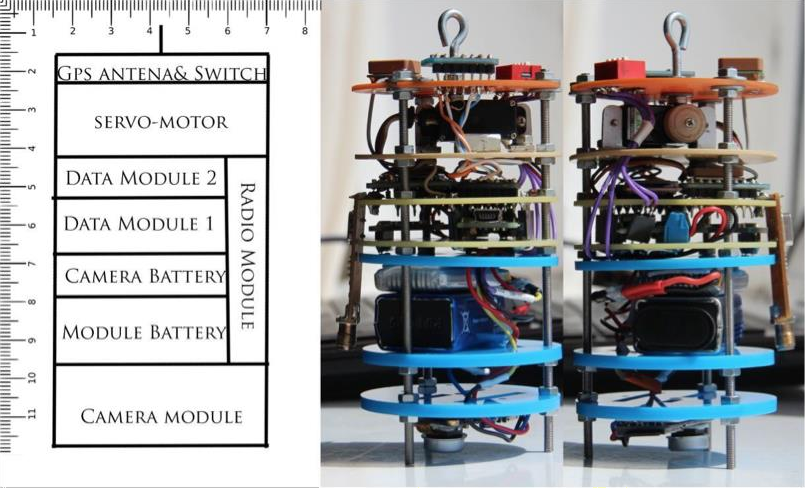 1 2 3 4 5 6 7 8
GPS ANTENA& SWITCH
2
SERVO-MOTOR
3
4
DATA MODULE 2
5
DATA MODULE 1
6
RADIO MODULE
7
CAMERA BATTERY
8
MODULE BATTERY
9
10
CAMERA MODULE
11